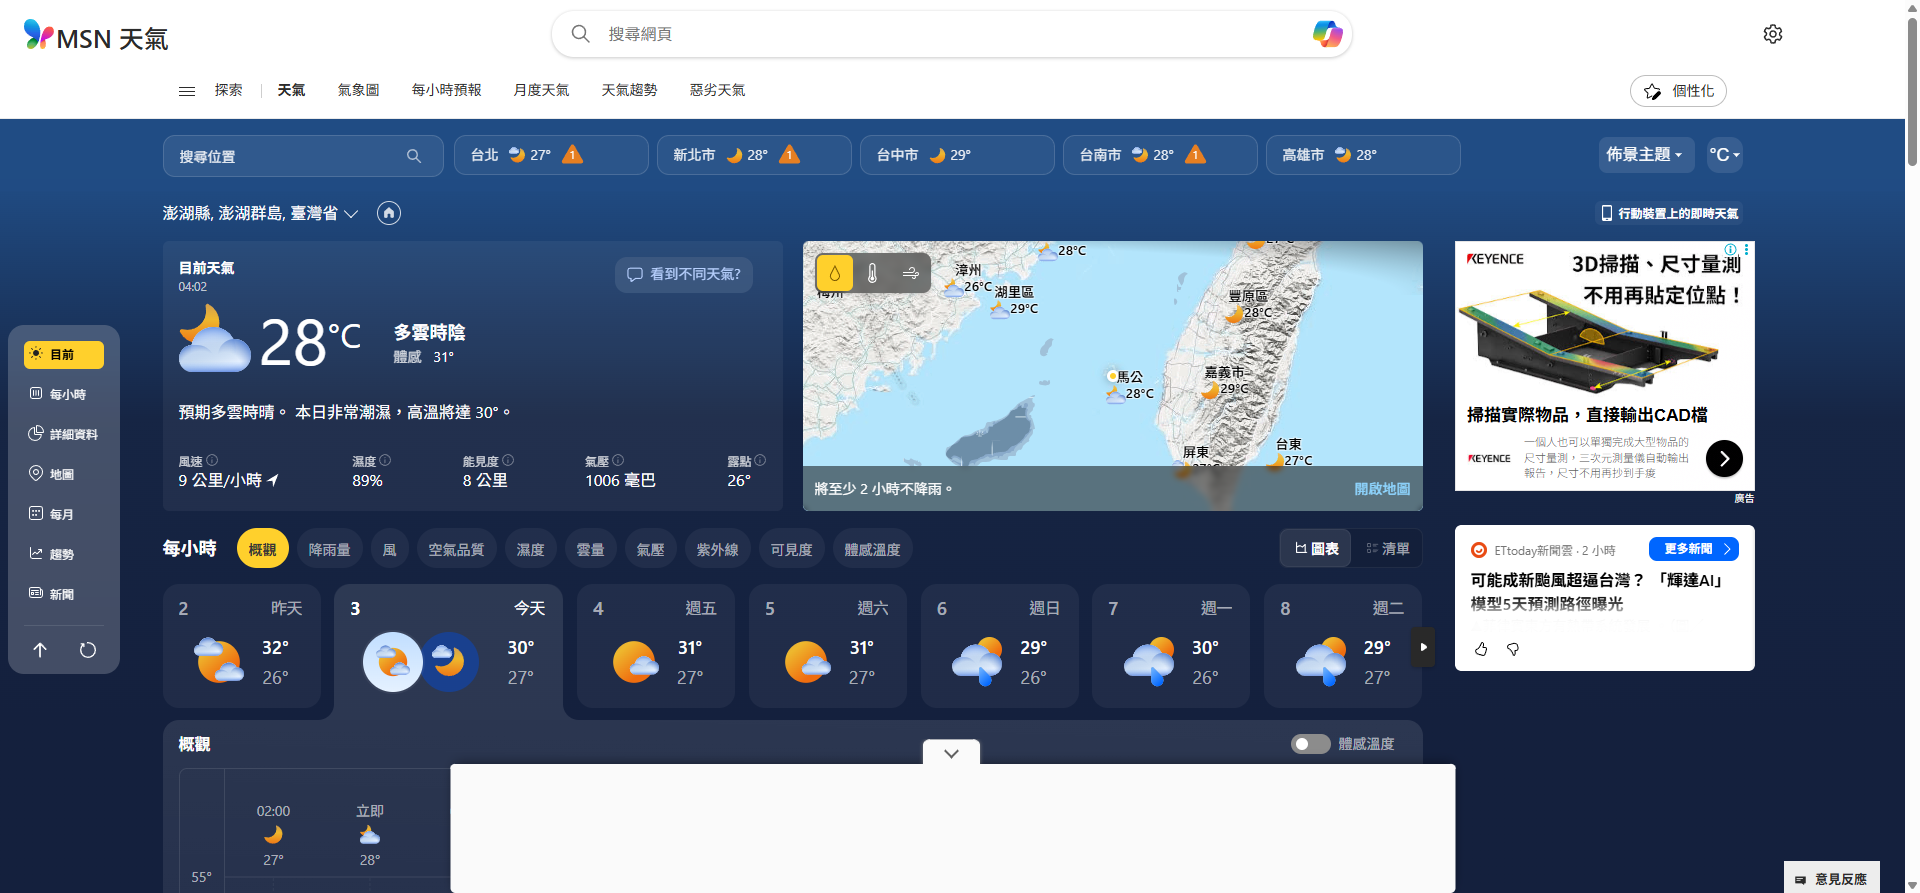 MSN 天氣
搜尋網頁
探索
天氣
氣象圖
每小時預報
月度天氣
天氣趨勢
惡劣天氣
個性化
搜尋位置
台北 27° 1
新北市 28° 1
台中市 29°
台南市 28° 1
高雄市 28°
佈景主題
°C
澎湖縣, 澎湖群島, 臺灣省
行動裝置上的即時天氣
目前
每小時
詳細資料
地圖
每月
趨勢
新聞
目前天氣
04:02
看到不同天氣?
28°C
多雲時陰
體感 31°
預期多雲時晴。 本日非常潮濕，高溫將達 30°。
風速
9 公里/小時
濕度
89%
能見度
8 公里
氣壓
1006 毫巴
露點
26°
28°C
漳州
26°C
湖里區
29°C
豐原區
28°C
馬公
28°C
嘉義市
29°C
屏東
台東
27°C
將至少 2 小時不降雨。
開啟地圖
KEYENCE
3D掃描、尺寸量測
不用再貼定位點！
掃描實際物品，直接輸出CAD檔
KEYENCE
一個人也可以單獨完成大型物品的
尺寸量測，三次元測量儀自動輸出
報告，尺寸不用再抄到手痠
廣告
每小時
概觀
降雨量
風
空氣品質
濕度
雲量
氣壓
紫外線
可見度
體感溫度
圖表
清單
2 昨天
32°
26°
3 今天
30°
27°
4 週五
31°
27°
5 週六
31°
27°
6 週日
29°
26°
7 週一
30°
26°
8 週二
29°
27°
ETtoday新聞雲 · 2 小時
更多新聞
可能成新颱風超逼台灣？ 「輝達AI」
模型5天預測路徑曝光
概觀
體感溫度
02:00
27°
立即
28°
55°
意見反應